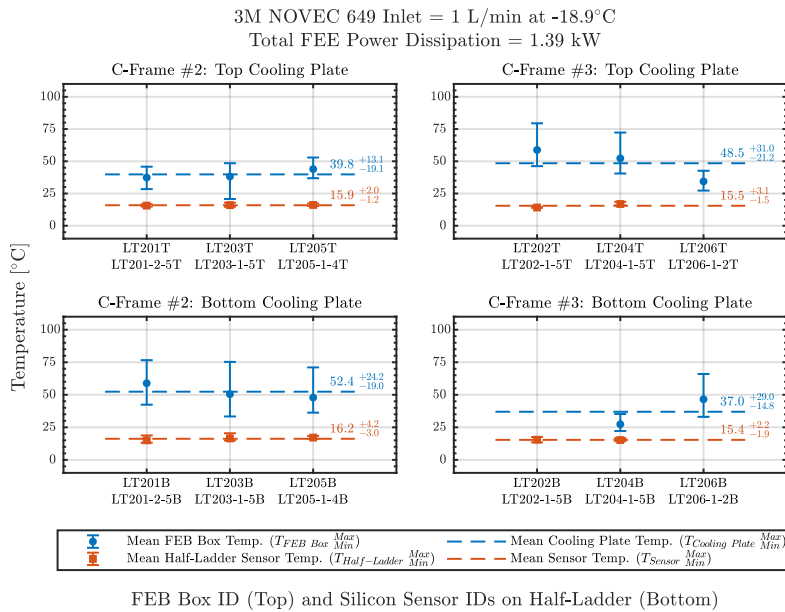 3M NOVEC 649 Inlet = 1 L/min at -18.9°C
Total FEE Power Dissipation = 1.39 kW
C-Frame #2: Top Cooling Plate
100
75
50
25
0
39.8 +13.1 -19.1
15.9 +2.0 -1.2
LT201T LT203T LT205T
LT201-2-5T LT203-1-5T LT205-1-4T
C-Frame #3: Top Cooling Plate
100
75
50
25
0
48.5 +31.0 -21.2
15.5 +3.1 -1.5
LT202T LT204T LT206T
LT202-1-5T LT204-1-5T LT206-1-2T
Temperature [°C]
C-Frame #2: Bottom Cooling Plate
100
75
50
25
0
52.4 +24.2 -19.0
16.2 +4.2 -3.0
LT201B LT203B LT205B
LT201-2-5B LT203-1-5B LT205-1-4B
C-Frame #3: Bottom Cooling Plate
100
75
50
25
0
37.0 +29.0 -14.8
15.4 +2.2 -1.9
LT202B LT204B LT206B
LT202-1-5B LT204-1-5B LT206-1-2B
Mean FEB Box Temp. (T FEB Box Max Min)
Mean Half-Ladder Sensor Temp. (T Half-Ladder Max Min)
Mean Cooling Plate Temp. (T Cooling Plate Max Min)
Mean Sensor Temp. (T Sensor Max Min)
FEB Box ID (Top) and Silicon Sensor IDs on Half-Ladder (Bottom)